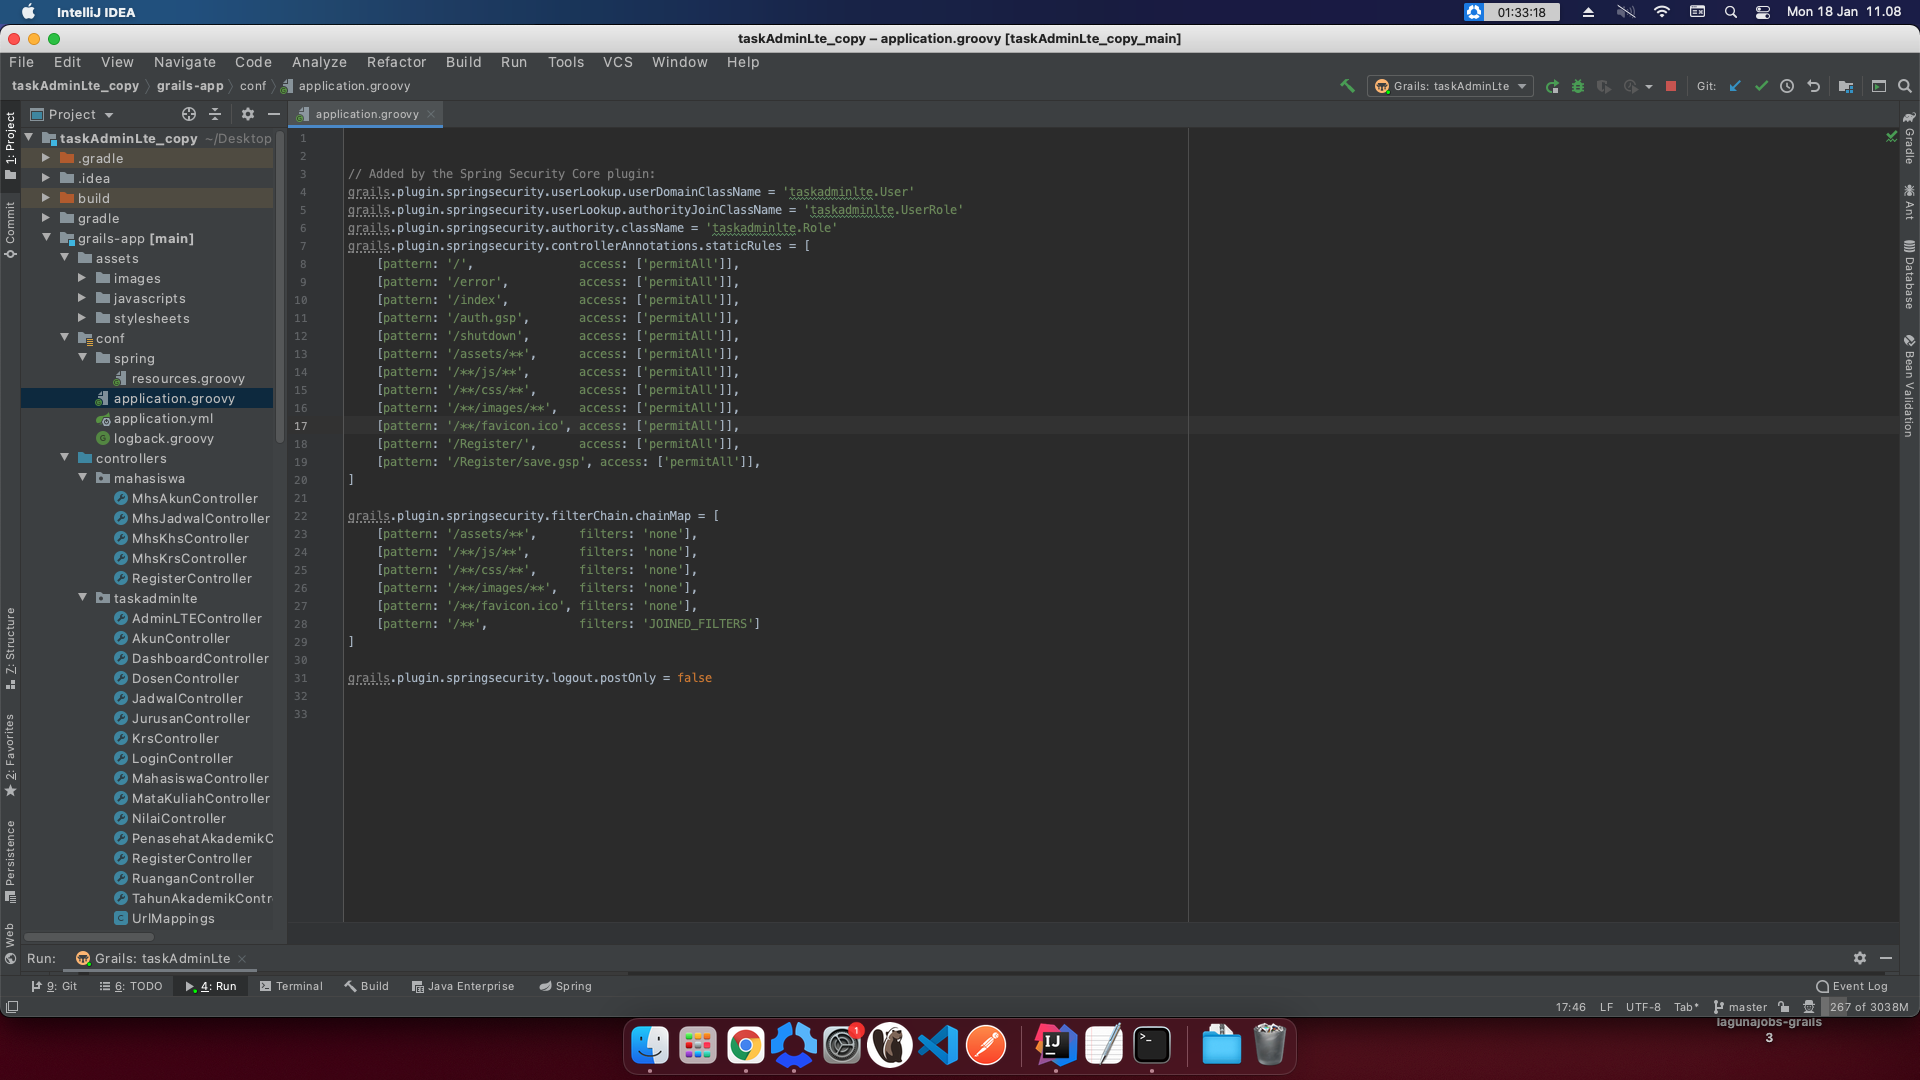 IntelliJ IDEA
01:33:18
Mon 18 Jan 11.08
taskAdminLte_copy – application.groovy [taskAdminLte_copy_main]
File Edit View Navigate Code Analyze Refactor Build Run Tools VCS Window Help
taskAdminLte_copy grails-app conf application.groovy
Grails: taskAdminLte
Git:
Project
application.groovy
1: Project
Commit
Z: Structure
2: Favorites
Persistence
Web
taskAdminLte_copy ~/Desktop
.gradle
.idea
build
gradle
grails-app [main]
assets
images
javascripts
stylesheets
conf
spring
resources.groovy
application.groovy
application.yml
logback.groovy
controllers
mahasiswa
MhsAkunController
MhsJadwalController
MhsKhsController
MhsKrsController
RegisterController
taskadminlte
AdminLTEController
AkunController
DashboardController
DosenController
JadwalController
JurusanController
KrsController
LoginController
MahasiswaController
MataKuliahController
NilaiController
PenasehatAkademikC
RegisterController
RuanganController
TahunAkademikContr
UrlMappings
1
2
3 // Added by the Spring Security Core plugin:
4 grails.plugin.springsecurity.userLookup.userDomainClassName = 'taskadminlte.User'
5 grails.plugin.springsecurity.userLookup.authorityJoinClassName = 'taskadminlte.UserRole'
6 grails.plugin.springsecurity.authority.className = 'taskadminlte.Role'
7 grails.plugin.springsecurity.controllerAnnotations.staticRules = [
8 [pattern: '/', access: ['permitAll']],
9 [pattern: '/error', access: ['permitAll']],
10 [pattern: '/index', access: ['permitAll']],
11 [pattern: '/auth.gsp', access: ['permitAll']],
12 [pattern: '/shutdown', access: ['permitAll']],
13 [pattern: '/assets/**', access: ['permitAll']],
14 [pattern: '/**/js/**', access: ['permitAll']],
15 [pattern: '/**/css/**', access: ['permitAll']],
16 [pattern: '/**/images/**', access: ['permitAll']],
17 [pattern: '/**/favicon.ico', access: ['permitAll']],
18 [pattern: '/Register/', access: ['permitAll']],
19 [pattern: '/Register/save.gsp', access: ['permitAll']],
20 ]
21
22 grails.plugin.springsecurity.filterChain.chainMap = [
23 [pattern: '/assets/**', filters: 'none'],
24 [pattern: '/**/js/**', filters: 'none'],
25 [pattern: '/**/css/**', filters: 'none'],
26 [pattern: '/**/images/**', filters: 'none'],
27 [pattern: '/**/favicon.ico', filters: 'none'],
28 [pattern: '/**', filters: 'JOINED_FILTERS']
29 ]
30
31 grails.plugin.springsecurity.logout.postOnly = false
32
33
Gradle
Ant
Database
Bean Validation
Run: Grails: taskAdminLte
9: Git 6: TODO 4: Run Terminal Build Java Enterprise Spring Event Log
17:46 LF UTF-8 Tab* master 267 of 3038M
lagunajobs-grails
3
1
IJ